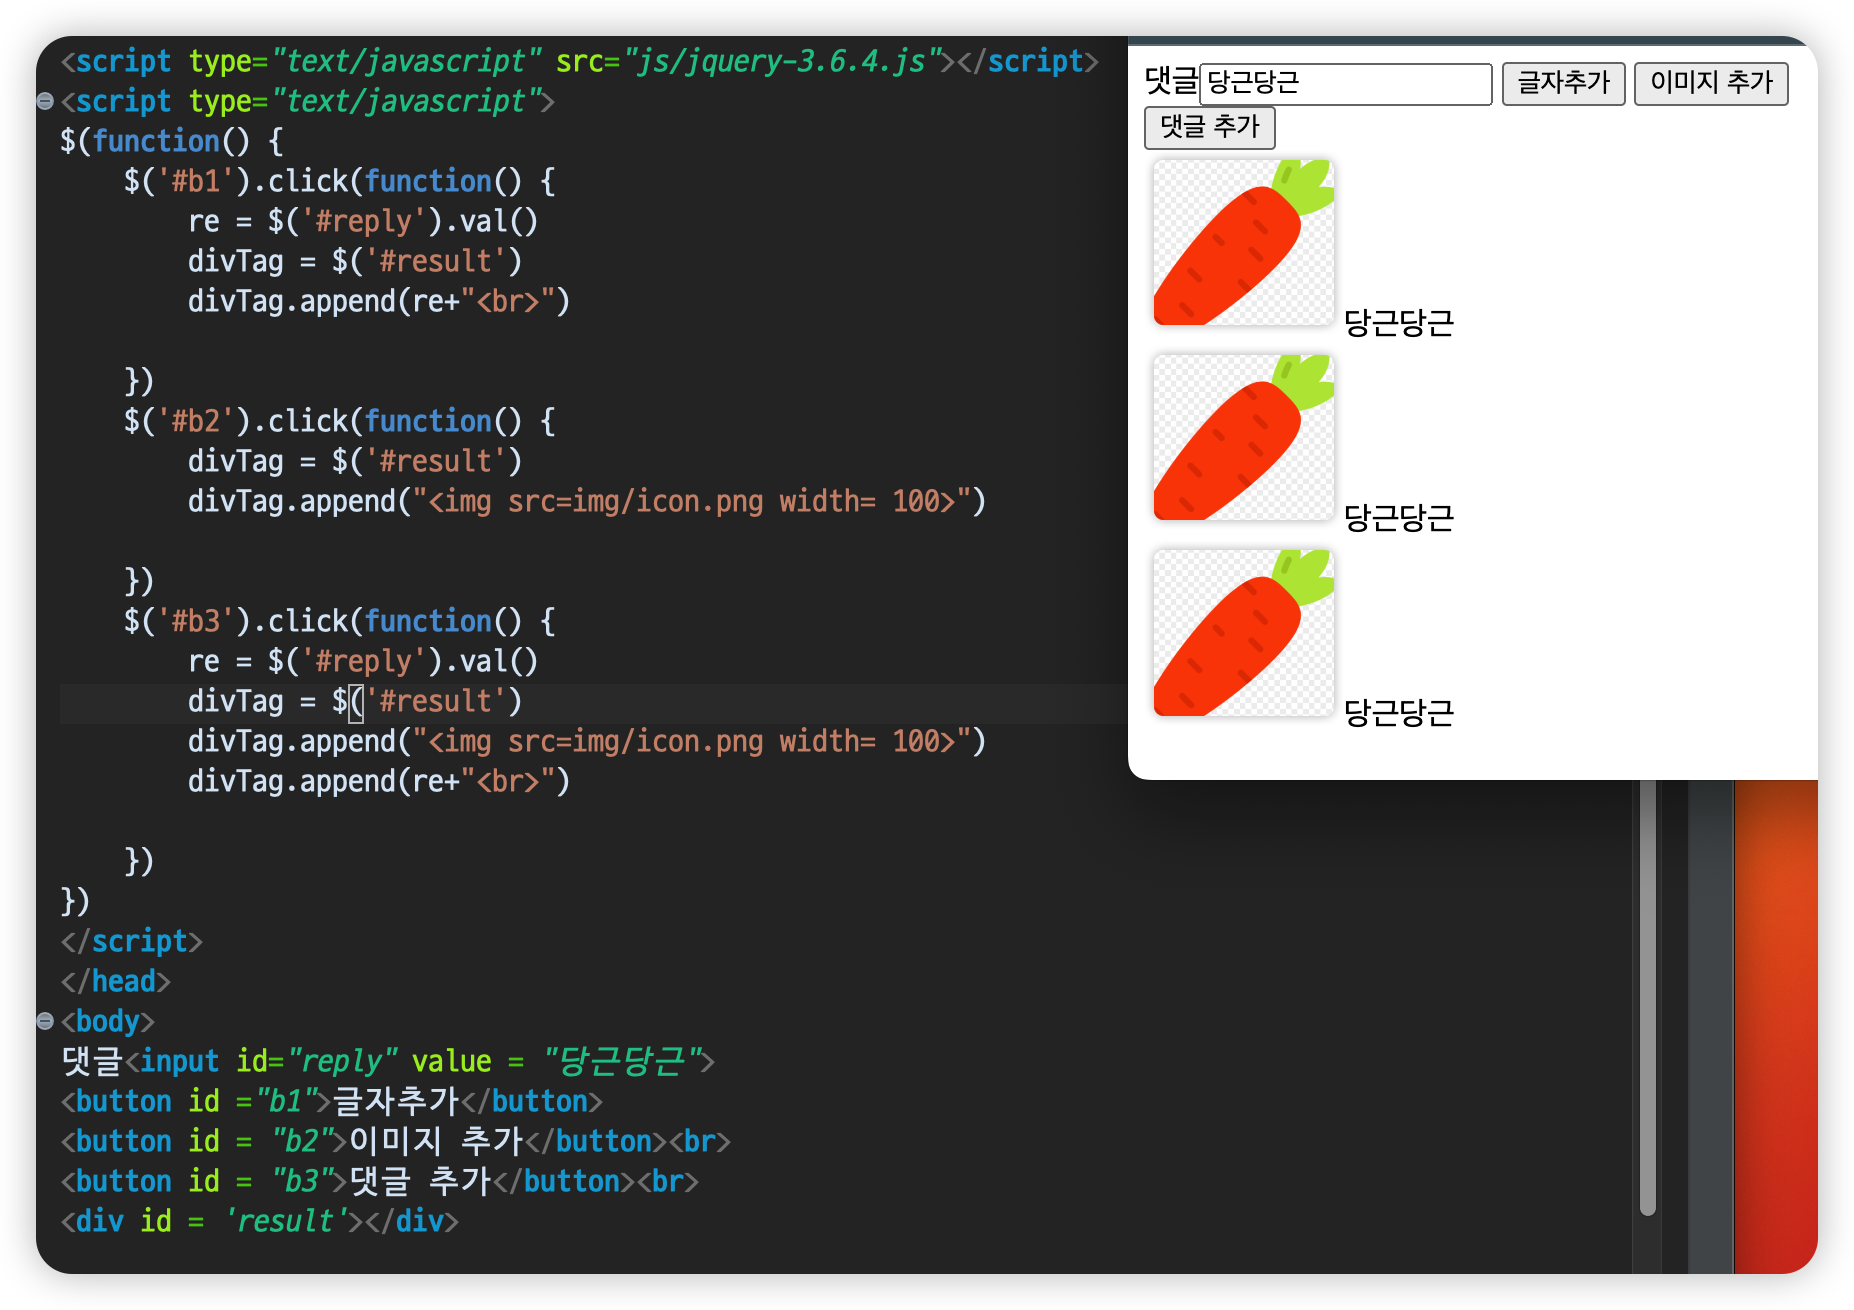 <script type="text/javascript" src="js/jquery-3.6.4.js"></script>
<script type="text/javascript">
$(function() {
    $('#b1').click(function() {
        re = $('#reply').val()
        divTag = $('#result')
        divTag.append(re+"<br>")
    })
    $('#b2').click(function() {
        divTag = $('#result')
        divTag.append("<img src=img/icon.png width= 100>")
    })
    $('#b3').click(function() {
        re = $('#reply').val()
        divTag = $('#result')
        divTag.append("<img src=img/icon.png width= 100>")
        divTag.append(re+"<br>")
    })
})
</script>
</head>
<body>
댓글<input id="reply" value = "당근당근">
<button id ="b1">글자추가</button>
<button id = "b2">이미지 추가</button><br>
<button id = "b3">댓글 추가</button><br>
<div id = 'result'></div>
댓글 당근당근 글자추가 이미지 추가
댓글 추가
당근당근
당근당근
당근당근